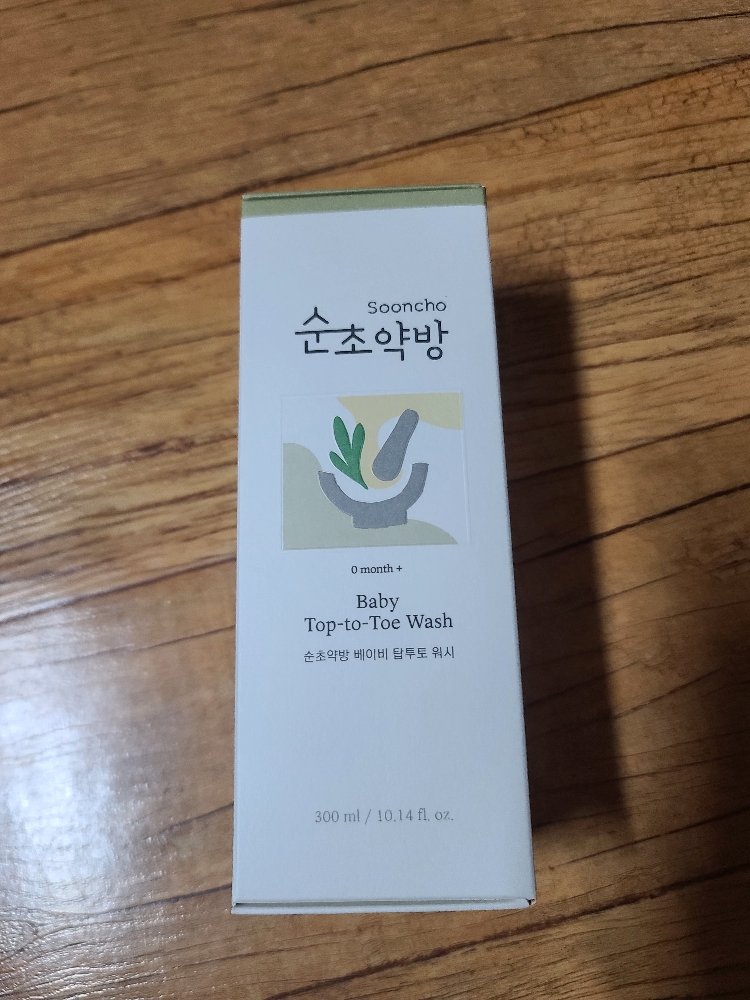 Sooncho
순초약방
0 month +
Baby
Top-to-Toe Wash
순초약방 베이비 탑투토 워시
300 ml / 10.14 fl. oz.